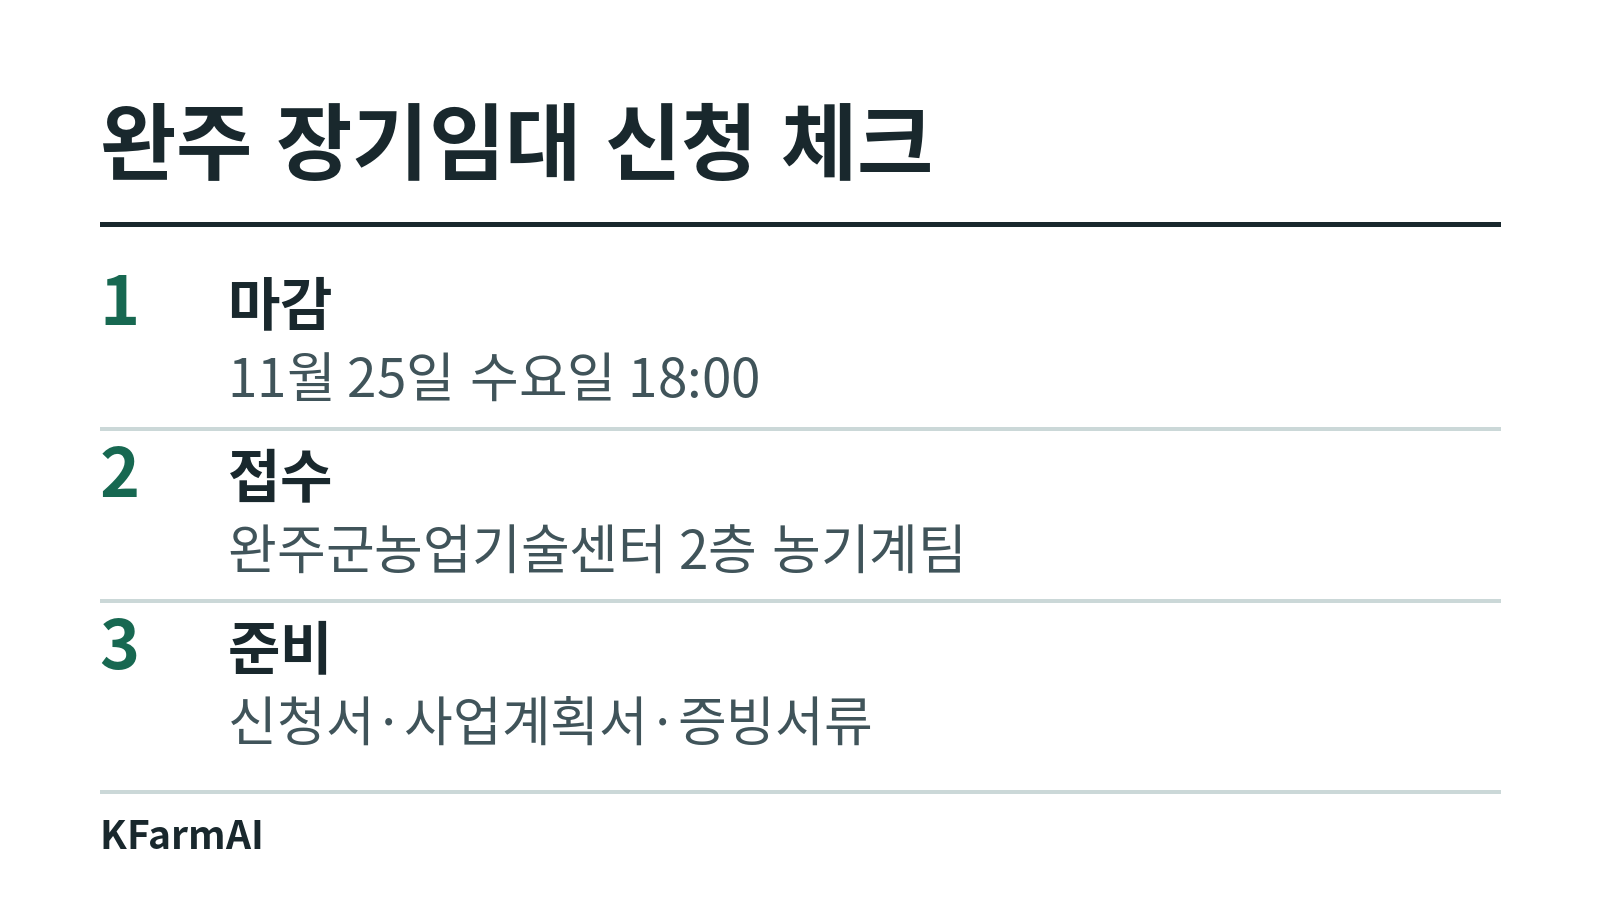 완주 장기임대 신청 체크
1
마감
11월 25일 수요일 18:00
2
접수
완주군농업기술센터 2층 농기계팀
3
준비
신청서·사업계획서·증빙서류
KFarmAI